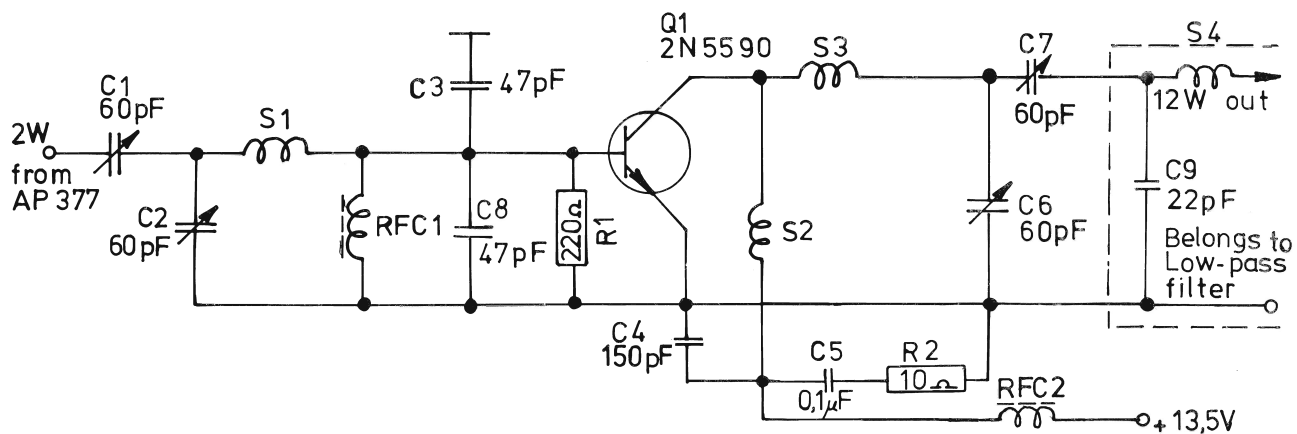 Q1
2N5590
S4
C7
S3
C1
60pF
C3
47pF
12W out
60pF
S1
2W
from
AP 377
C9
22pF
C2
60pF
RFC1
C8
47pF
220Ω
R1
S2
C6
60pF
Belongs to
Low-pass
filter
C4
150pF
C5
0,1µF
R2
10Ω
RFC2
+ 13,5V